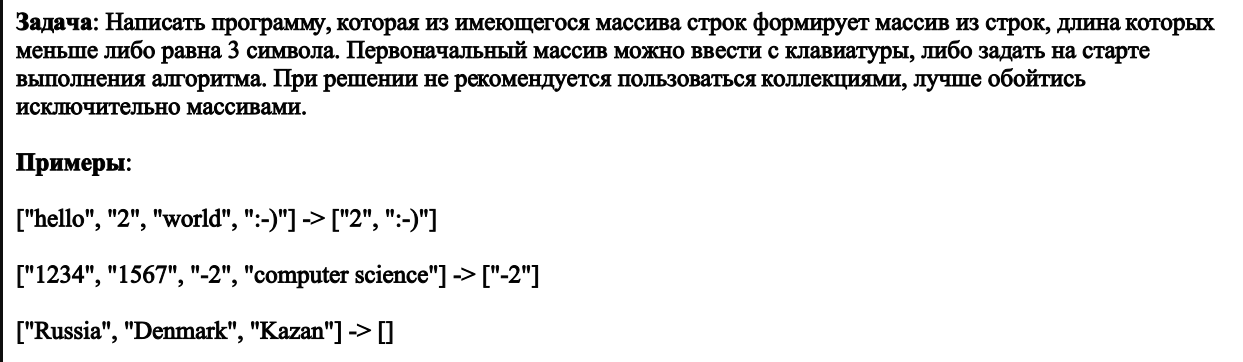 Задача: Написать программу, которая из имеющегося массива строк формирует массив из строк, длина которых
меньше либо равна 3 символа. Первоначальный массив можно ввести с клавиатуры, либо задать на старте
выполнения алгоритма. При решении не рекомендуется пользоваться коллекциями, лучше обойтись
исключительно массивами.
Примеры:
["hello", "2", "world", ":-)"] -> ["2", ":-)"]
["1234", "1567", "-2", "computer science"] -> ["-2"]
["Russia", "Denmark", "Kazan"] -> []